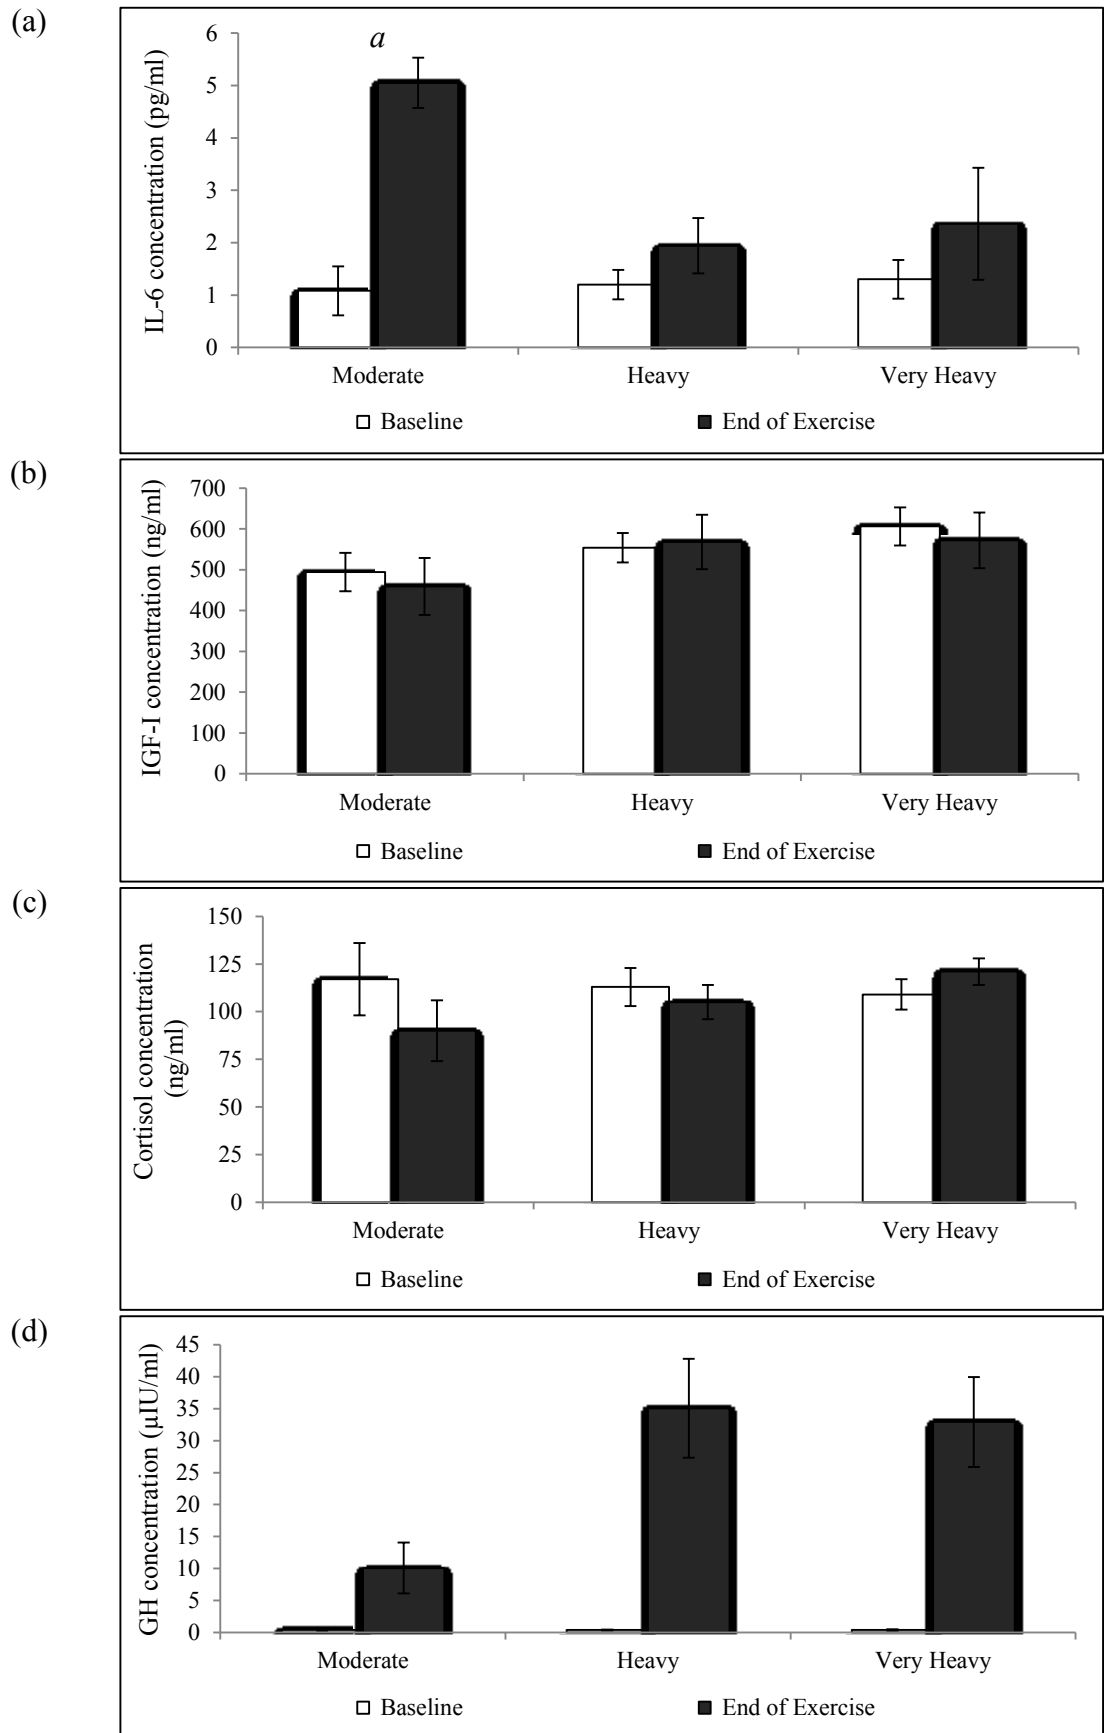 (a)
IL-6 concentration (pg/ml)
6
5
4
3
2
1
0
a
Moderate
Heavy
Very Heavy
Baseline
End of Exercise
(b)
IGF-I concentration (ng/ml)
700
600
500
400
300
200
100
0
Moderate
Heavy
Very Heavy
Baseline
End of Exercise
(c)
Cortisol concentration
(ng/ml)
150
125
100
75
50
25
0
Moderate
Heavy
Very Heavy
Baseline
End of Exercise
(d)
GH concentration (µIU/ml)
45
40
35
30
25
20
15
10
5
0
Moderate
Heavy
Very Heavy
Baseline
End of Exercise